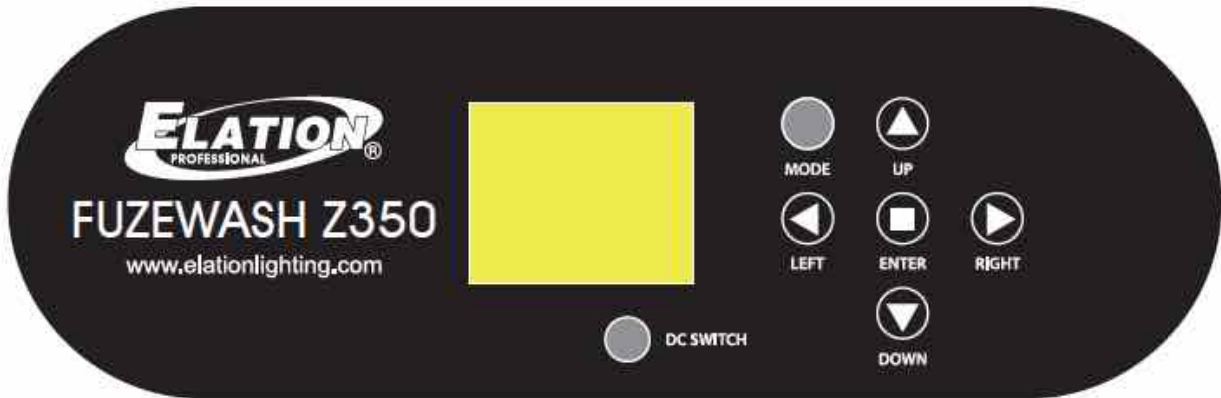 ELATION
PROFESSIONAL ®
FUZEWASH Z350
www.elationlighting.com
MODE UP
LEFT ENTER RIGHT
DC SWITCH
DOWN